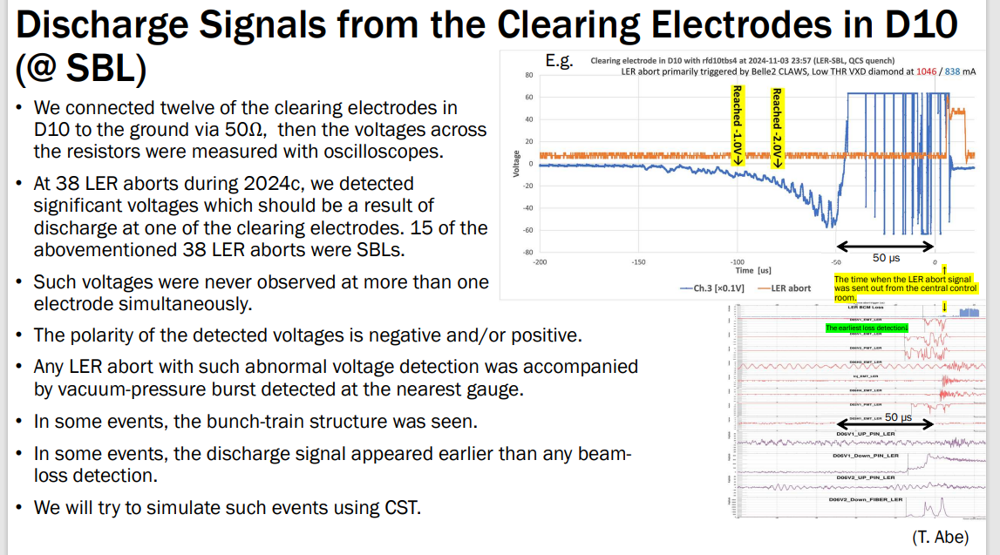 Discharge Signals from the Clearing Electrodes in D10
(@ SBL)
• We connected twelve of the clearing electrodes in
D10 to the ground via 50Ω, then the voltages across
the resistors were measured with oscilloscopes.
• At 38 LER aborts during 2024c, we detected
significant voltages which should be a result of
discharge at one of the clearing electrodes. 15 of the
abovementioned 38 LER aborts were SBLs.
• Such voltages were never observed at more than one
electrode simultaneously.
• The polarity of the detected voltages is negative and/or positive.
• Any LER abort with such abnormal voltage detection was accompanied
by vacuum-pressure burst detected at the nearest gauge.
• In some events, the bunch-train structure was seen.
• In some events, the discharge signal appeared earlier than any beam-
loss detection.
• We will try to simulate such events using CST.
E.g.
Clearing electrode in D10 with rfd10tbs4 at 2024-11-03 23:57 (LER-SBL, QCS quench)
LER abort primarily triggered by Belle2 CLAWS, Low THR VXD diamond at 1046 / 838 mA
80
60
40
20
0
-20
-40
-60
-80
Voltage
Reached -1.0V→
Reached -2.0V→
50 µs
-200
-150
-100
-50
0
Time [us]
Ch.3 [×0.1V]
LER abort
↑
The time when the LER abort signal
was sent out from the central control
room.
↓
LER BCM Loss
The earliest loss detection↓
50 µs
D06V1_UP_PIN_LER
D06V1_Down_PIN_LER
D06V2_UP_PIN_LER
D06V2_Down_FIBER_LER
(T. Abe)